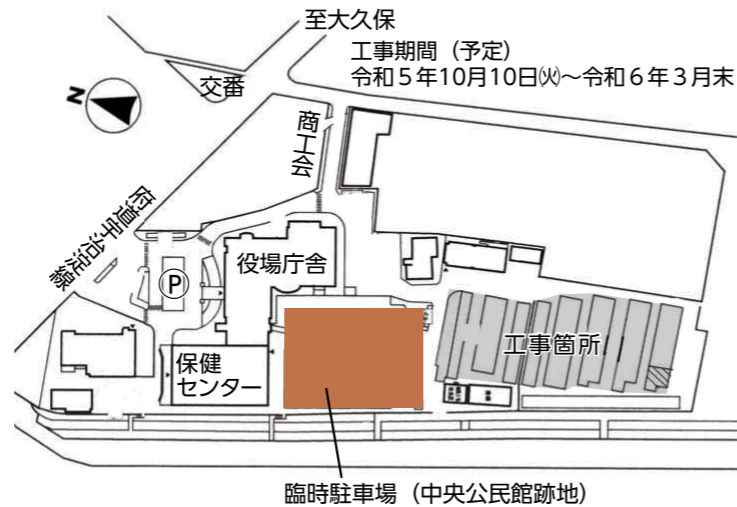 至大久保
工事期間（予定）
令和５年10月10日㈫～令和６年３月末
交番
N
商工会
府道宇治淀線
Ⓟ
役場庁舎
工事箇所
保健
センター
臨時駐車場（中央公民館跡地）